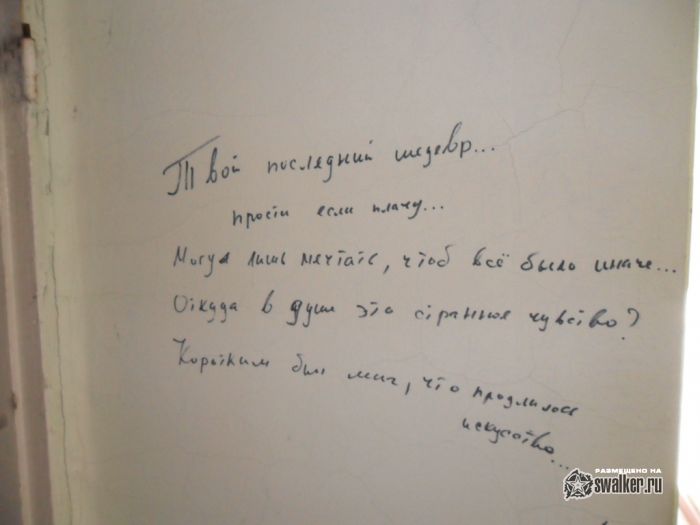 Твой последний шедевр...
прости если плачу...
Могу лишь мечтать, чтоб всё было иначе...
Откуда в душе это странное чувство?
Коротким был миг, что продлилось
искусство...
РАЗМЕЩЕНО НА
swalker.ru